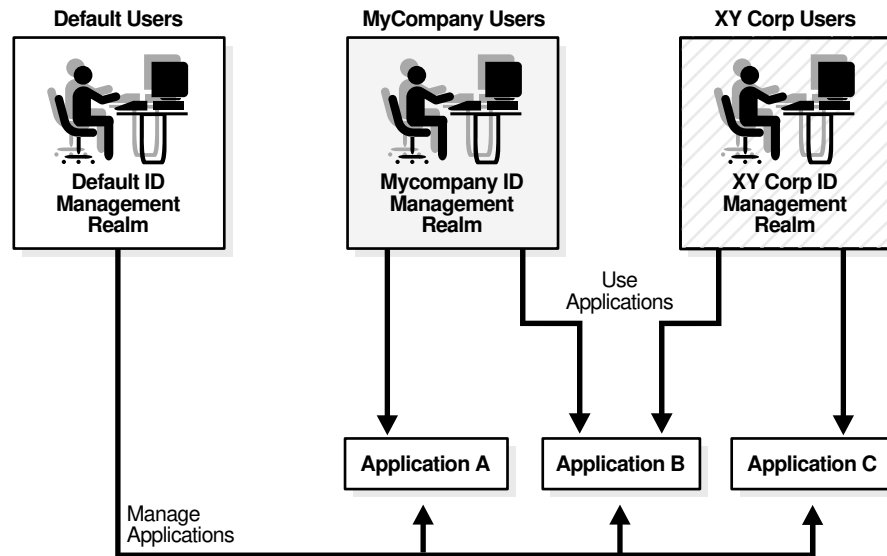 Default Users
MyCompany Users
XY Corp Users
Default ID
Management
Realm
Mycompany ID
Management
Realm
XY Corp ID
Management
Realm
Use
Applications
Application A
Application B
Application C
Manage
Applications